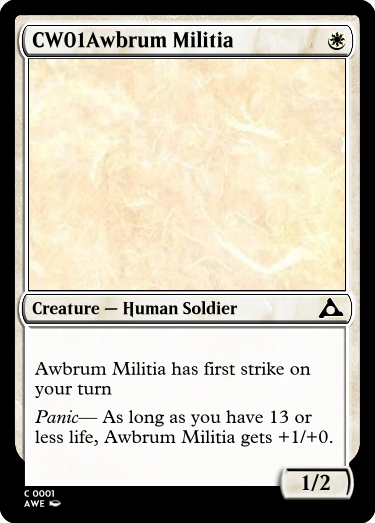 CW01Awbrum Militia
Creature — Human Soldier
Awbrum Militia has first strike on
your turn
Panic— As long as you have 13 or
less life, Awbrum Militia gets +1/+0.
1/2
C 0001
AWE